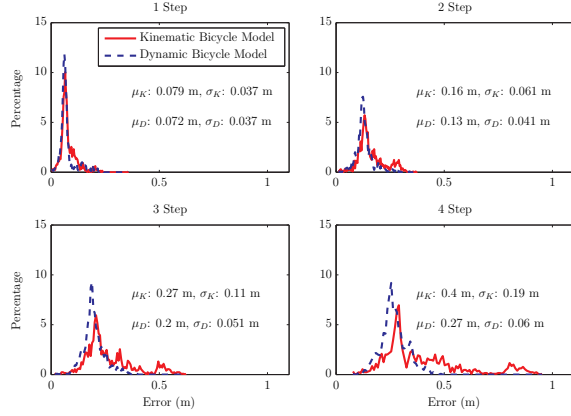 1 Step
2 Step
15
10
5
0
Percentage
Kinematic Bicycle Model
Dynamic Bicycle Model
μK: 0.079 m, σK: 0.037 m
μD: 0.072 m, σD: 0.037 m
0 0.5 1
15
10
5
0
μK: 0.16 m, σK: 0.061 m
μD: 0.13 m, σD: 0.041 m
0 0.5 1
3 Step
4 Step
15
10
5
0
Percentage
μK: 0.27 m, σK: 0.11 m
μD: 0.2 m, σD: 0.051 m
0 0.5 1
Error (m)
15
10
5
0
μK: 0.4 m, σK: 0.19 m
μD: 0.27 m, σD: 0.06 m
0 0.5 1
Error (m)